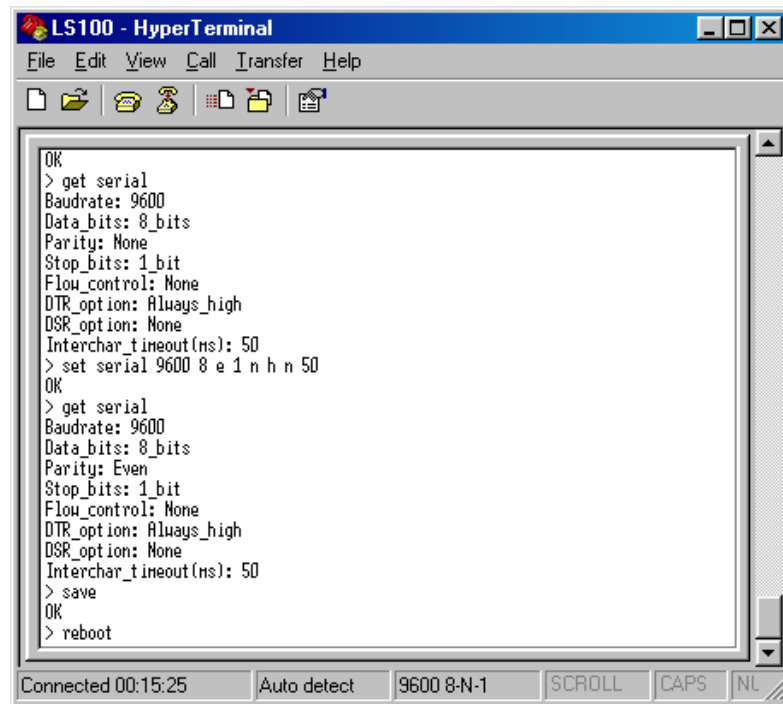 LS100 - HyperTerminal
File Edit View Call Transfer Help
OK
> get serial
Baudrate: 9600
Data_bits: 8_bits
Parity: None
Stop_bits: 1_bit
Flow_control: None
DTR_option: Always_high
DSR_option: None
Interchar_timeout(ms): 50
> set serial 9600 8 e 1 n h n 50
OK
> get serial
Baudrate: 9600
Data_bits: 8_bits
Parity: Even
Stop_bits: 1_bit
Flow_control: None
DTR_option: Always_high
DSR_option: None
Interchar_timeout(ms): 50
> save
OK
> reboot
Connected 00:15:25 Auto detect 9600 8-N-1 SCROLL CAPS